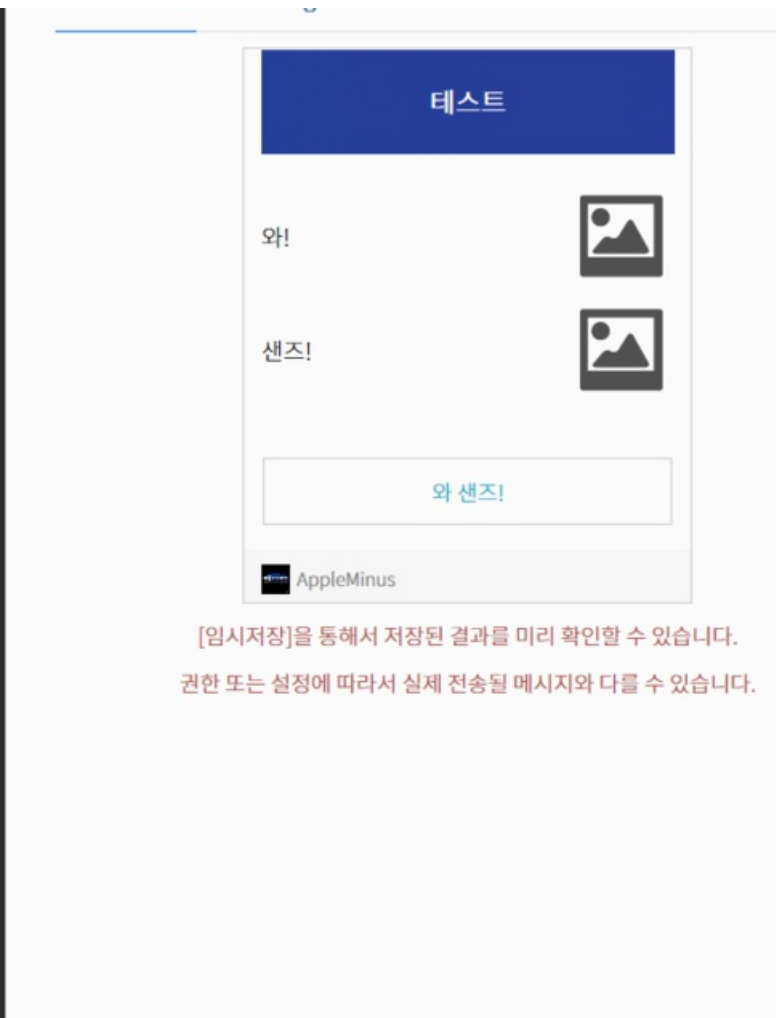 테스트
와!
샌즈!
와 샌즈!
AppleMinus
[임시저장]을 통해서 저장된 결과를 미리 확인할 수 있습니다.
권한 또는 설정에 따라서 실제 전송될 메시지와 다를 수 있습니다.